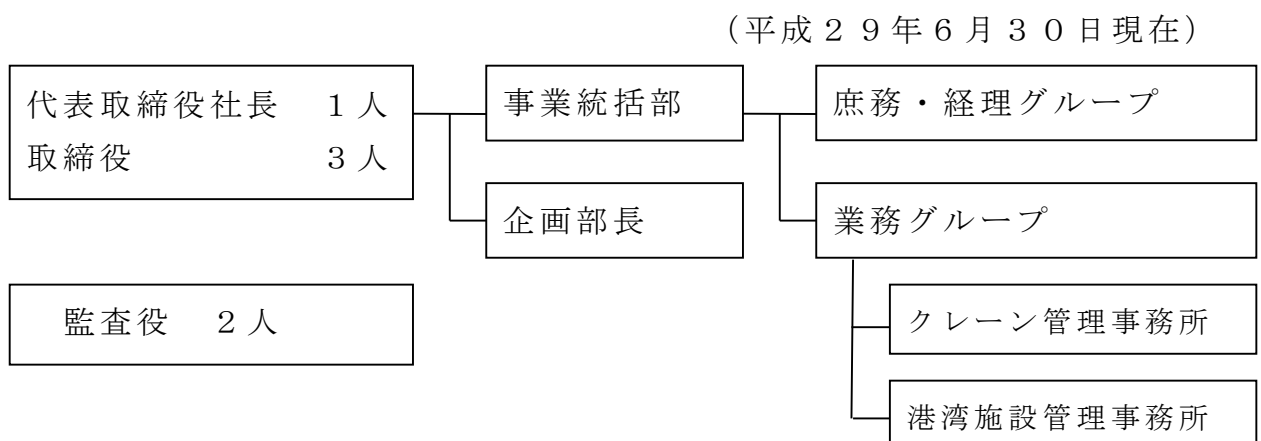 （平成２９年６月３０日現在）
代表取締役社長　１人
取締役　３人
事業統括部
庶務・経理グループ
企画部長
業務グループ
監査役　２人
クレーン管理事務所
港湾施設管理事務所